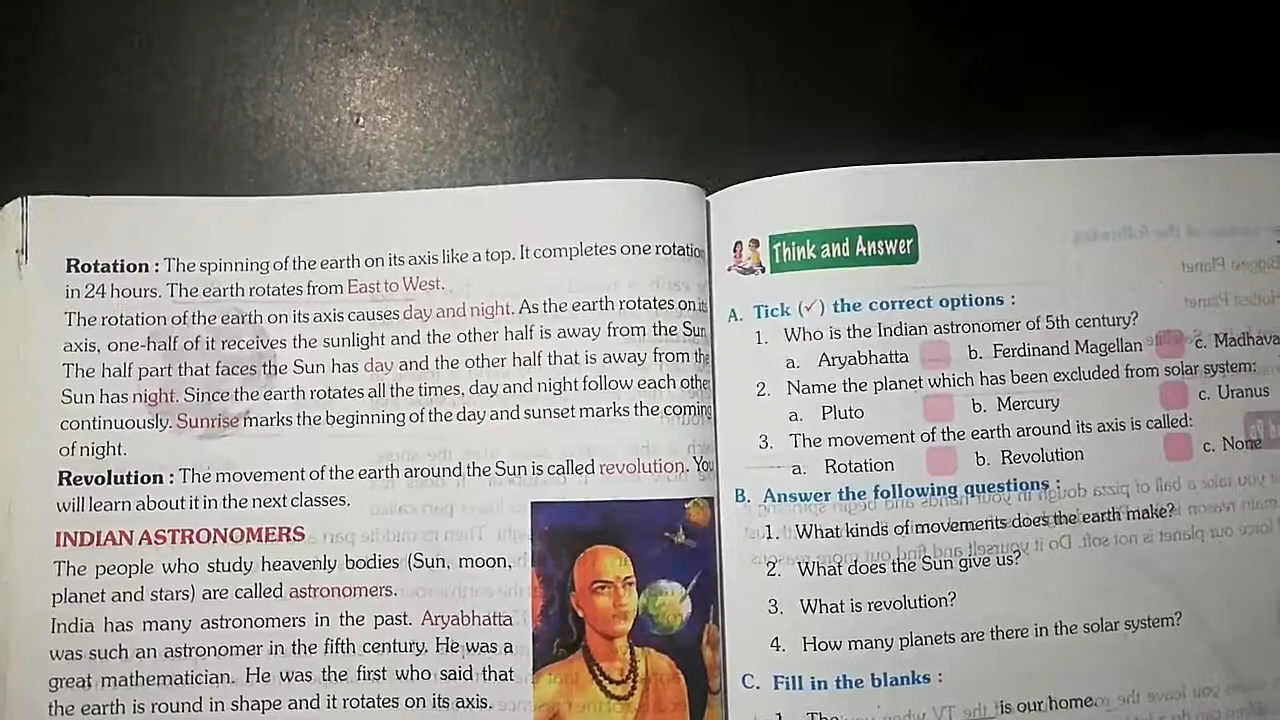 Rotation : The spinning of the earth on its axis like a top. It completes one rotation
in 24 hours. The earth rotates from East to West.
The rotation of the earth on its axis causes day and night. As the earth rotates on its
axis, one-half of it receives the sunlight and the other half is away from the Sun
The half part that faces the Sun has day and the other half that is away from the
Sun has night. Since the earth rotates all the times, day and night follow each other
continuously. Sunrise marks the beginning of the day and sunset marks the coming
of night.
Revolution : The movement of the earth around the Sun is called revolution. You
will learn about it in the next classes.
INDIAN ASTRONOMERS
The people who study heavenly bodies (Sun, moon,
planet and stars) are called astronomers.
India has many astronomers in the past. Aryabhatta
was such an astronomer in the fifth century. He was a
great mathematician. He was the first who said that
the earth is round in shape and it rotates on its axis.
Think and Answer
A. Tick (✓) the correct options :
1. Who is the Indian astronomer of 5th century?
a. Aryabhatta b. Ferdinand Magellan c. Madhava
2. Name the planet which has been excluded from solar system:
a. Pluto b. Mercury c. Uranus
3. The movement of the earth around its axis is called:
a. Rotation b. Revolution c. None
B. Answer the following questions :
1. What kinds of movements does the earth make?
2. What does the Sun give us?
3. What is revolution?
4. How many planets are there in the solar system?
C. Fill in the blanks :
1. The is our home.